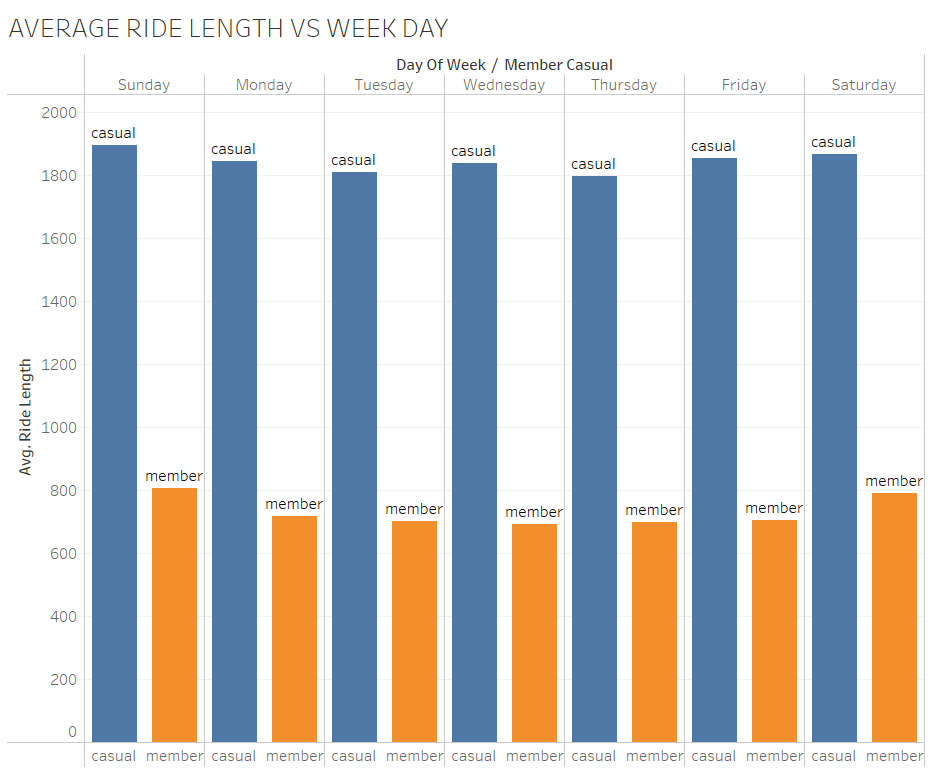 AVERAGE RIDE LENGTH VS WEEK DAY
Day Of Week / Member Casual
Sunday Monday Tuesday Wednesday Thursday Friday Saturday
2000
casual casual casual casual casual casual casual
1800
1600
1400
1200
Avg. Ride Length
1000
800
member member member member member member member
600
400
200
0
casual member casual member casual member casual member casual member casual member casual member